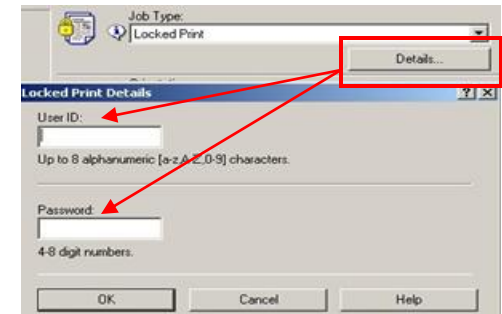 Job Type:
Locked Print
Details...
Locked Print Details
User ID:
Up to 8 alphanumeric [a-z,A-Z,0-9] characters.
Password:
4-8 digit numbers.
OK Cancel Help